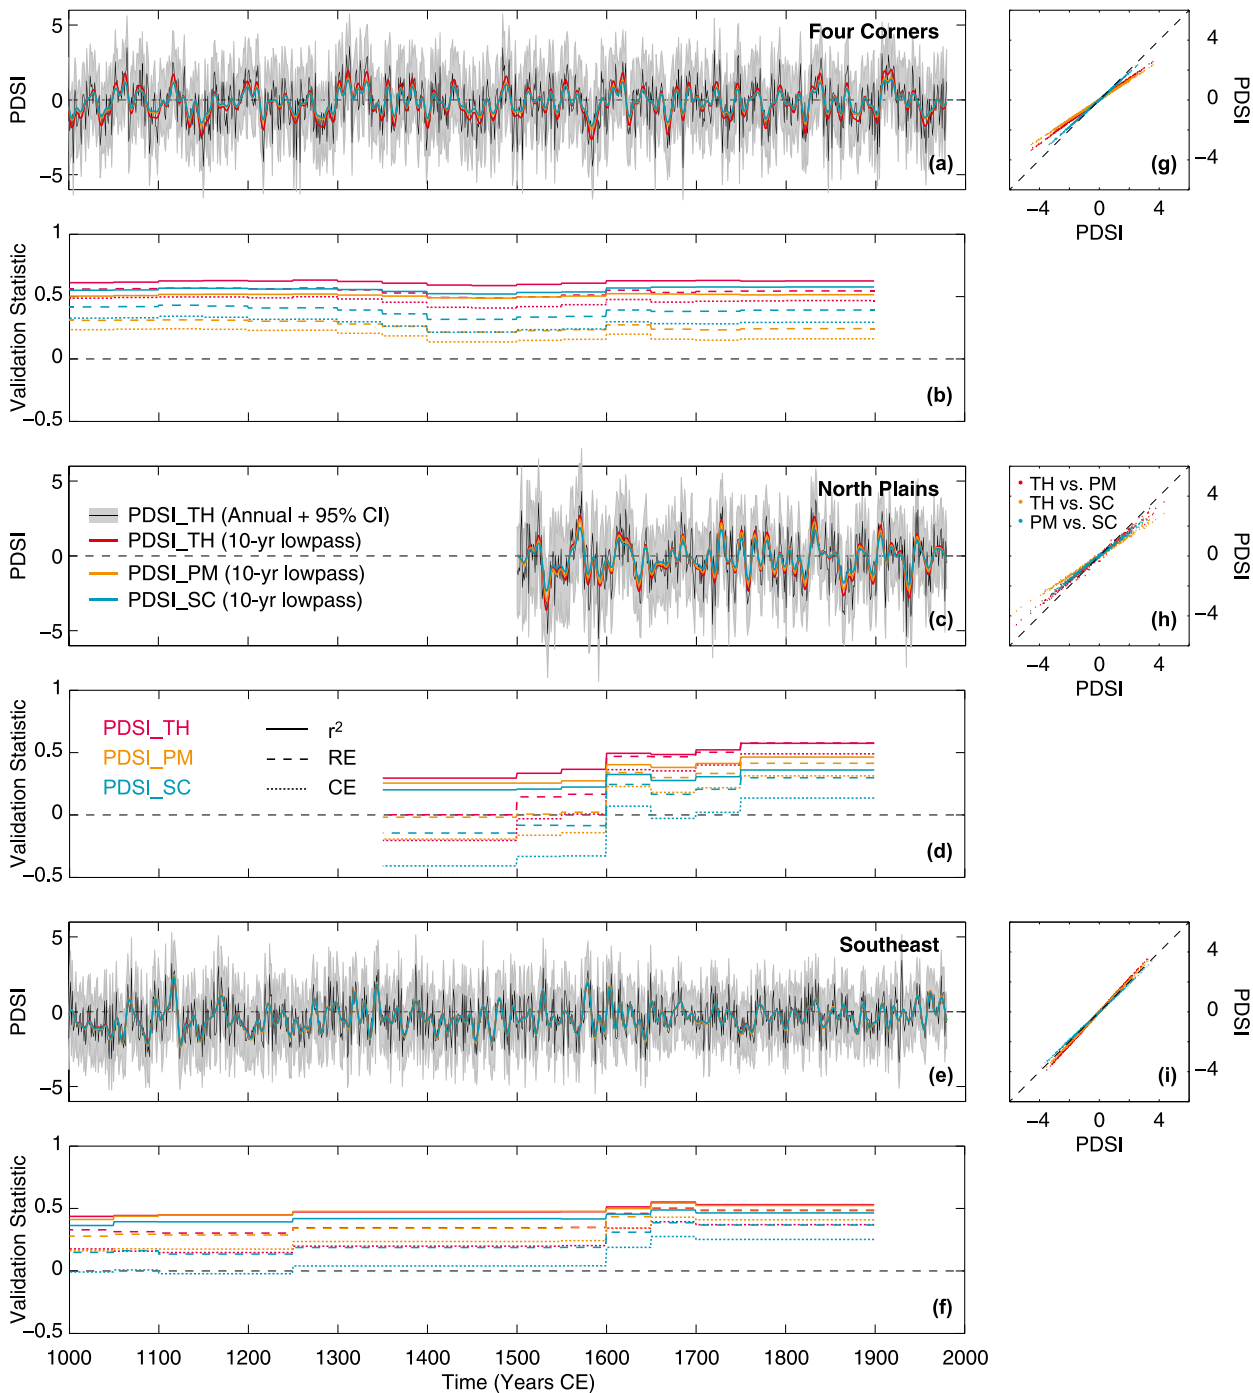 5
0
−5
PDSI
Four Corners
(a)
4
0
−4
PDSI
(g)
−4 0 4
PDSI
1
0.5
0
−0.5
Validation Statistic
(b)
5
0
−5
PDSI
North Plains
PDSI_TH (Annual + 95% CI)
PDSI_TH (10-yr lowpass)
PDSI_PM (10-yr lowpass)
PDSI_SC (10-yr lowpass)
(c)
TH vs. PM
TH vs. SC
PM vs. SC
4
0
−4
PDSI
(h)
−4 0 4
PDSI
1
0.5
0
−0.5
Validation Statistic
PDSI_TH
PDSI_PM
PDSI_SC
r²
RE
CE
(d)
5
0
−5
PDSI
Southeast
(e)
4
0
−4
PDSI
(i)
−4 0 4
PDSI
1
0.5
0
−0.5
Validation Statistic
(f)
1000 1100 1200 1300 1400 1500 1600 1700 1800 1900 2000
Time (Years CE)